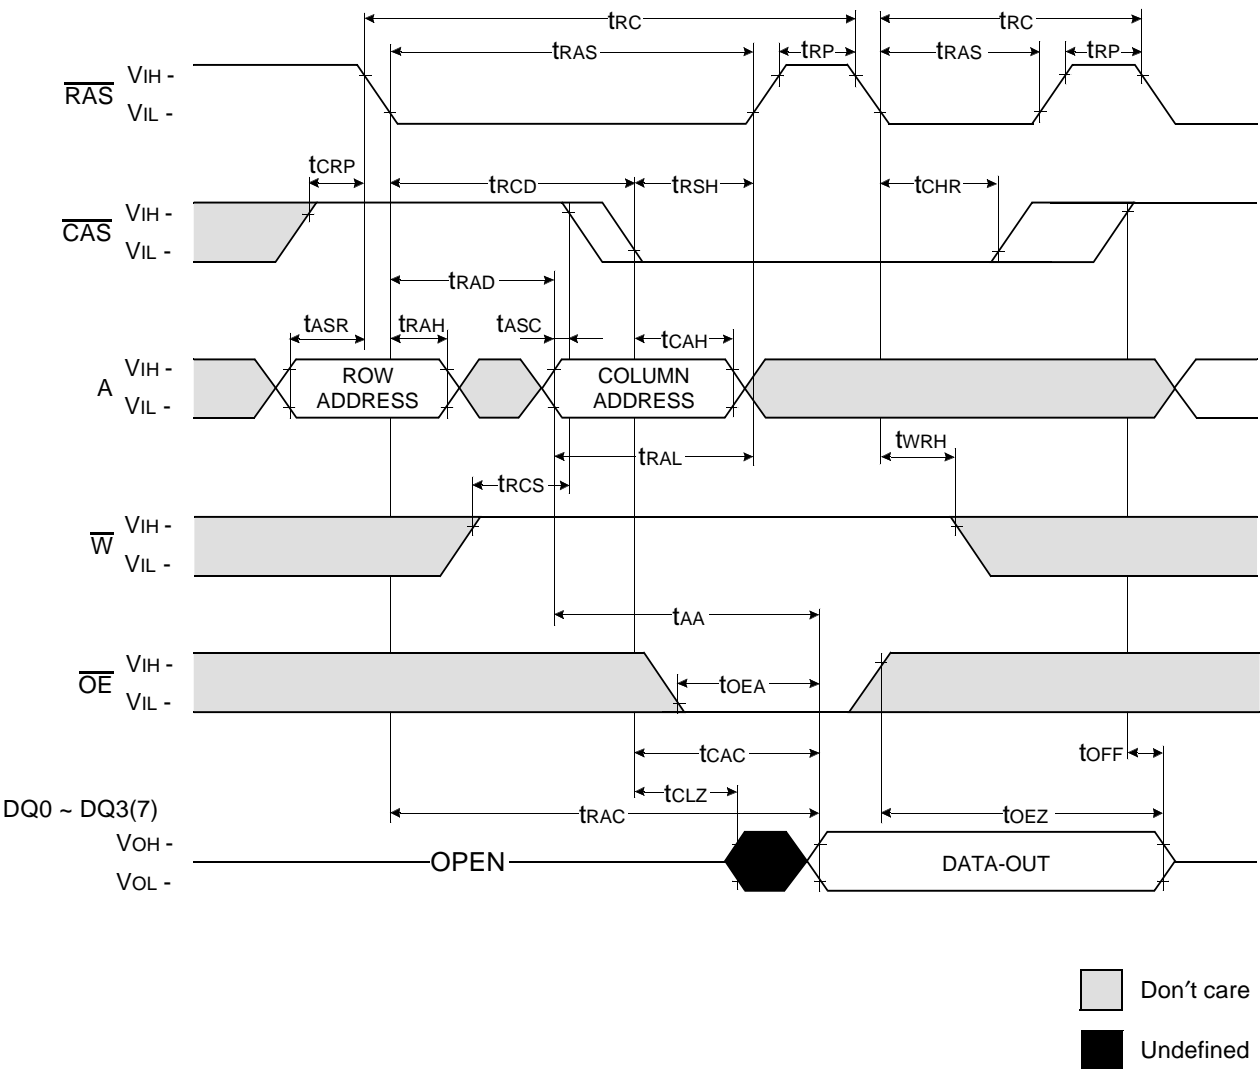 tRC tRC
tRAS tRP tRAS tRP
RAS VIH -
VIL -
tCRP tRCD tRSH tCHR
CAS VIH -
VIL -
tRAD
tASR tRAH tASC tCAH
A VIH - ROW ADDRESS COLUMN ADDRESS
VIL -
tWRH
tRAL
tRCS
W VIH -
VIL -
tAA
OE VIH -
tOEA
VIL -
tCAC tOFF
tCLZ
DQ0 ~ DQ3(7) tRAC tOEZ
VOH -
OPEN DATA-OUT
VOL -
Don′t care
Undefined